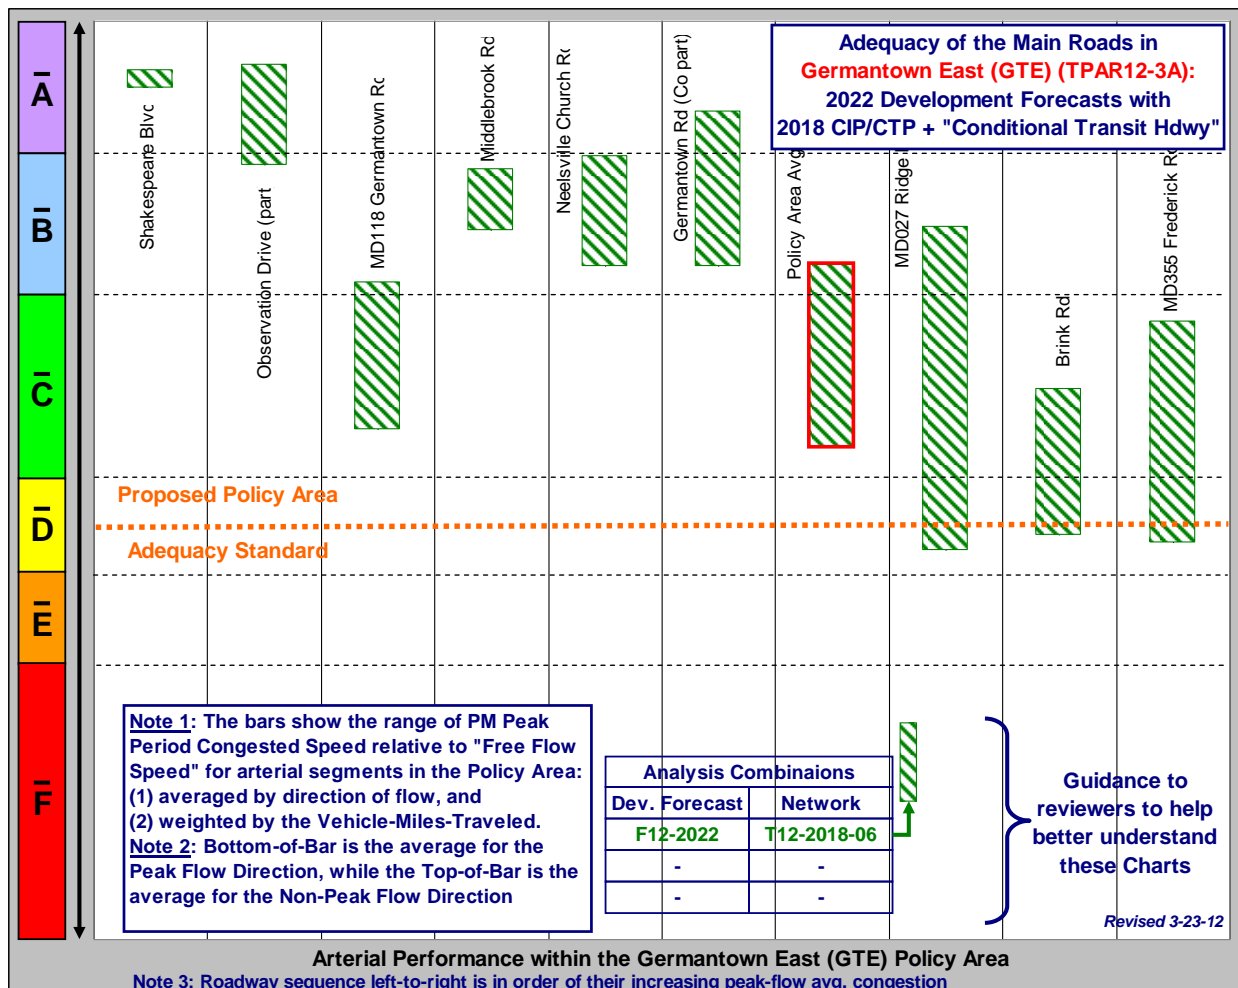 Adequacy of the Main Roads in
Germantown East (GTE) (TPAR12-3A):
2022 Development Forecasts with
2018 CIP/CTP + "Conditional Transit Hdwy"
A
B
C
D
E
F
Shakespeare Blvd
Observation Drive (part
MD118 Germantown Rd
Middlebrook Rd
Neelsville Church Rd
Germantown Rd (Co part)
Policy Area Avg
MD027 Ridge
Brink Rd
MD355 Frederick Rd
Proposed Policy Area
Adequacy Standard
Note 1: The bars show the range of PM Peak
Period Congested Speed relative to "Free Flow
Speed" for arterial segments in the Policy Area:
(1) averaged by direction of flow, and
(2) weighted by the Vehicle-Miles-Traveled.
Note 2: Bottom-of-Bar is the average for the
Peak Flow Direction, while the Top-of-Bar is the
average for the Non-Peak Flow Direction
Analysis Combinaions
Dev. Forecast Network
F12-2022 T12-2018-06
- -
- -
Guidance to
reviewers to help
better understand
these Charts
Revised 3-23-12
Arterial Performance within the Germantown East (GTE) Policy Area
Note 3: Roadway sequence left-to-right is in order of their increasing peak-flow avg. congestion